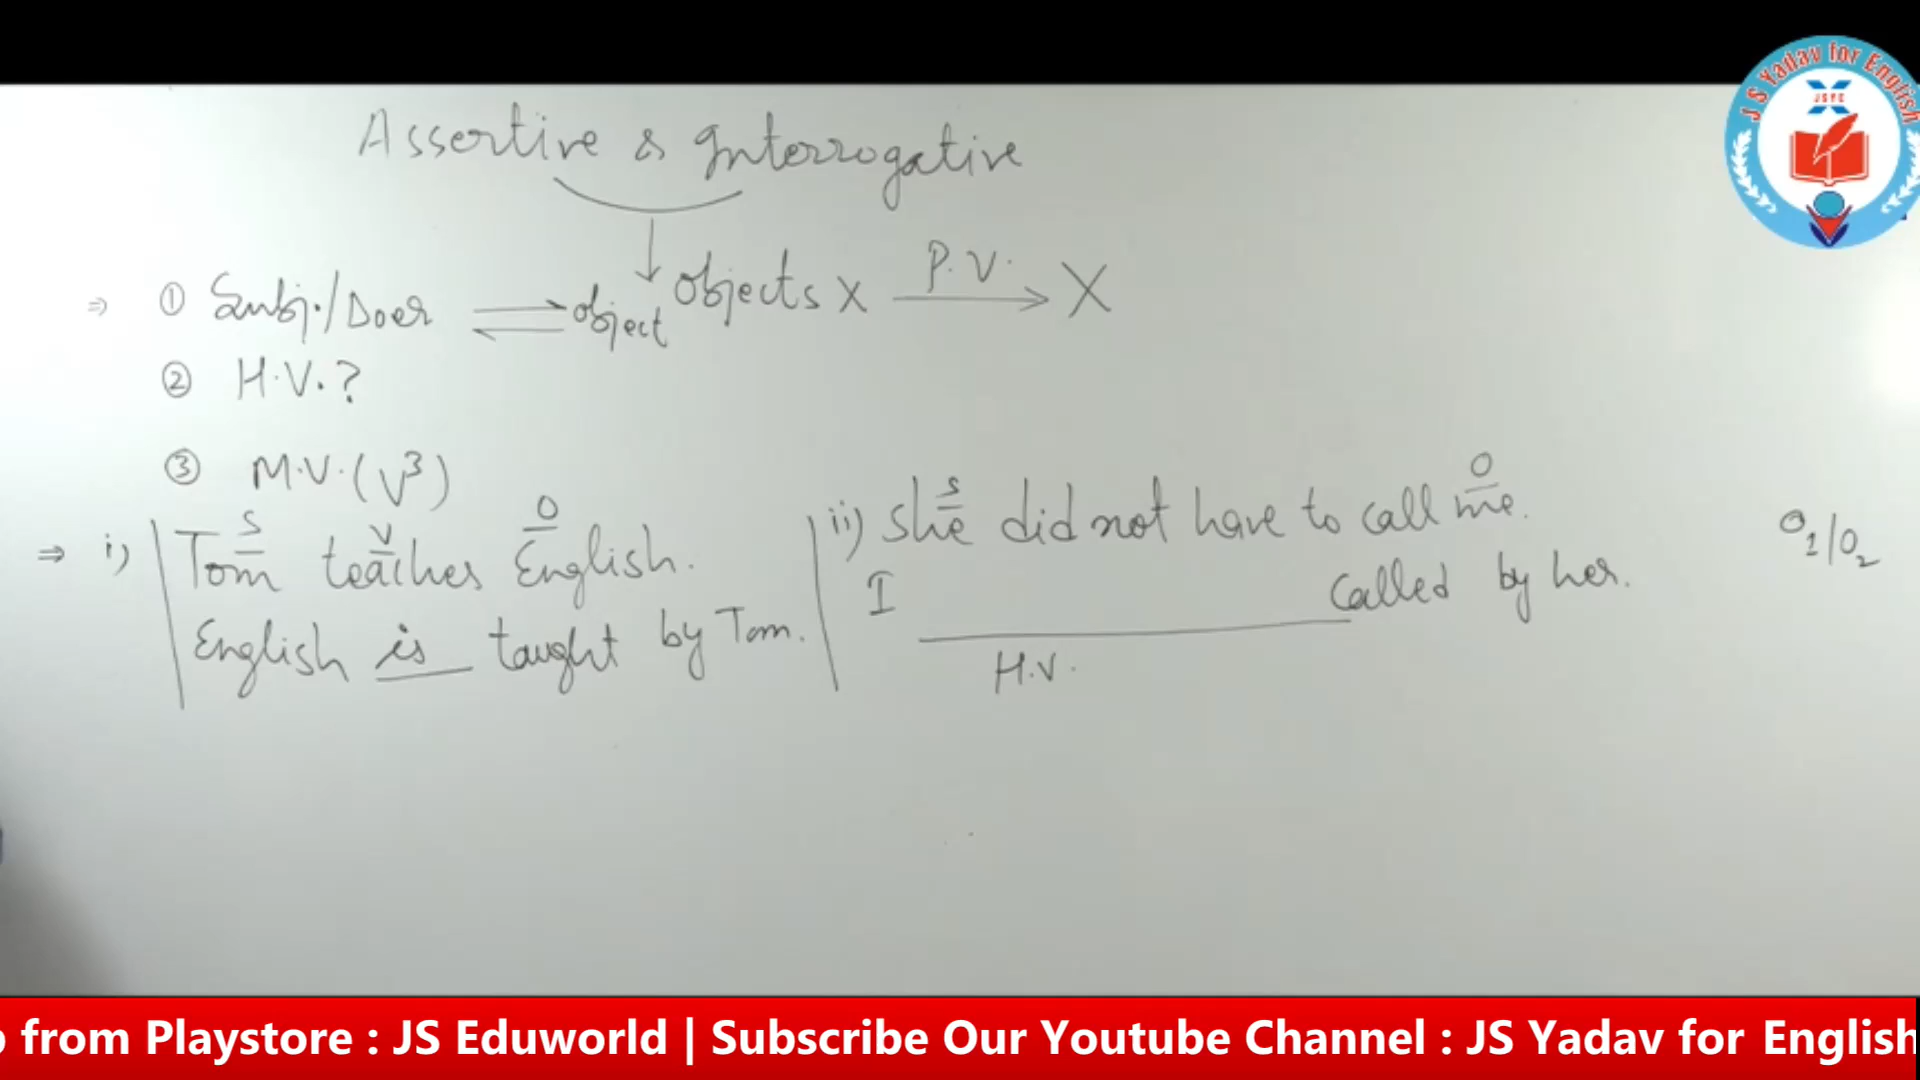 J S Yadav for English
JSYE
Assertive & Interrogative
⇒ ① Subj./Doer ⇌ object objects X P.V. → X
② H.V.?
③ M.V. (V³)
S V O
⇒ i) Tom teaches English.
English is taught by Tom.
S O
ii) She did not have to call me.
I called by her.
H.V.
O1/O2
from Playstore : JS Eduworld | Subscribe Our Youtube Channel : JS Yadav for English